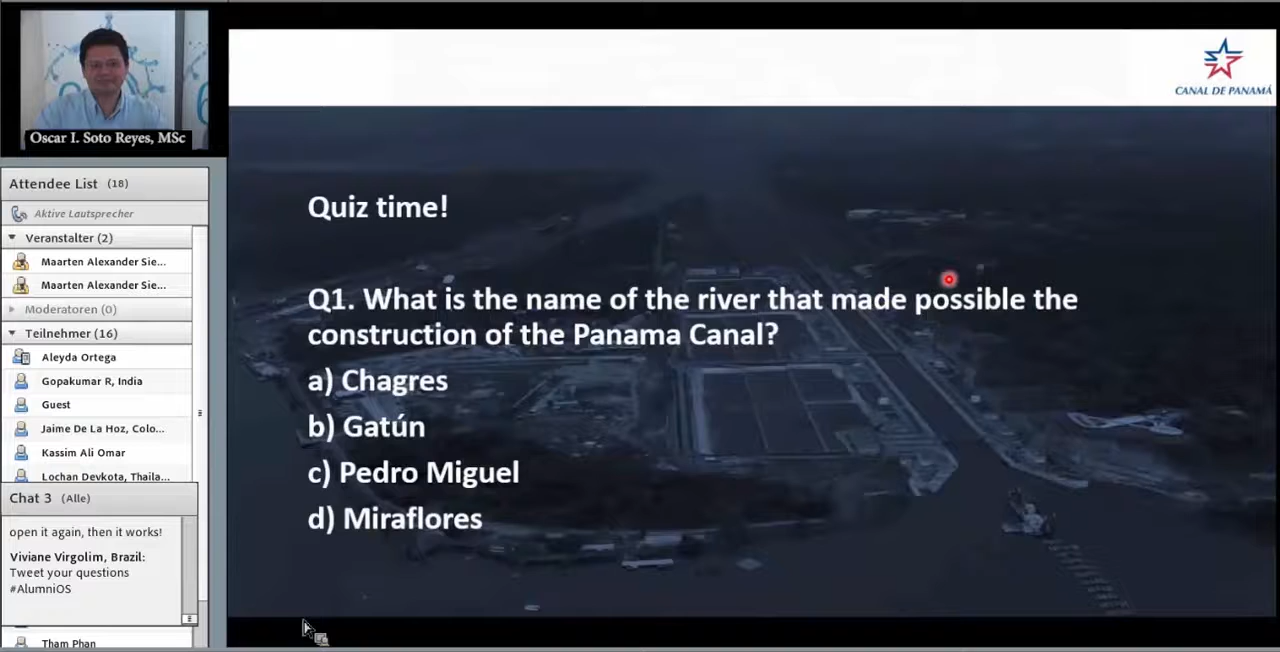 Oscar I. Soto Reyes, MSc
Attendee List (18)
Aktive Lautsprecher
Veranstalter (2)
Maarten Alexander Sie...
Maarten Alexander Sie...
Moderatoren (0)
Teilnehmer (16)
Aleyda Ortega
Gopakumar R, India
Guest
Jaime De La Hoz, Colo...
Kassim Ali Omar
Lochan Devkota, Thaila...
Chat 3 (Alle)
open it again, then it works!
Viviane Virgolim, Brazil:
Tweet your questions
#AlumniOS
Tham Phan
CANAL DE PANAMÁ
Quiz time!
Q1. What is the name of the river that made possible the
construction of the Panama Canal?
a) Chagres
b) Gatún
c) Pedro Miguel
d) Miraflores